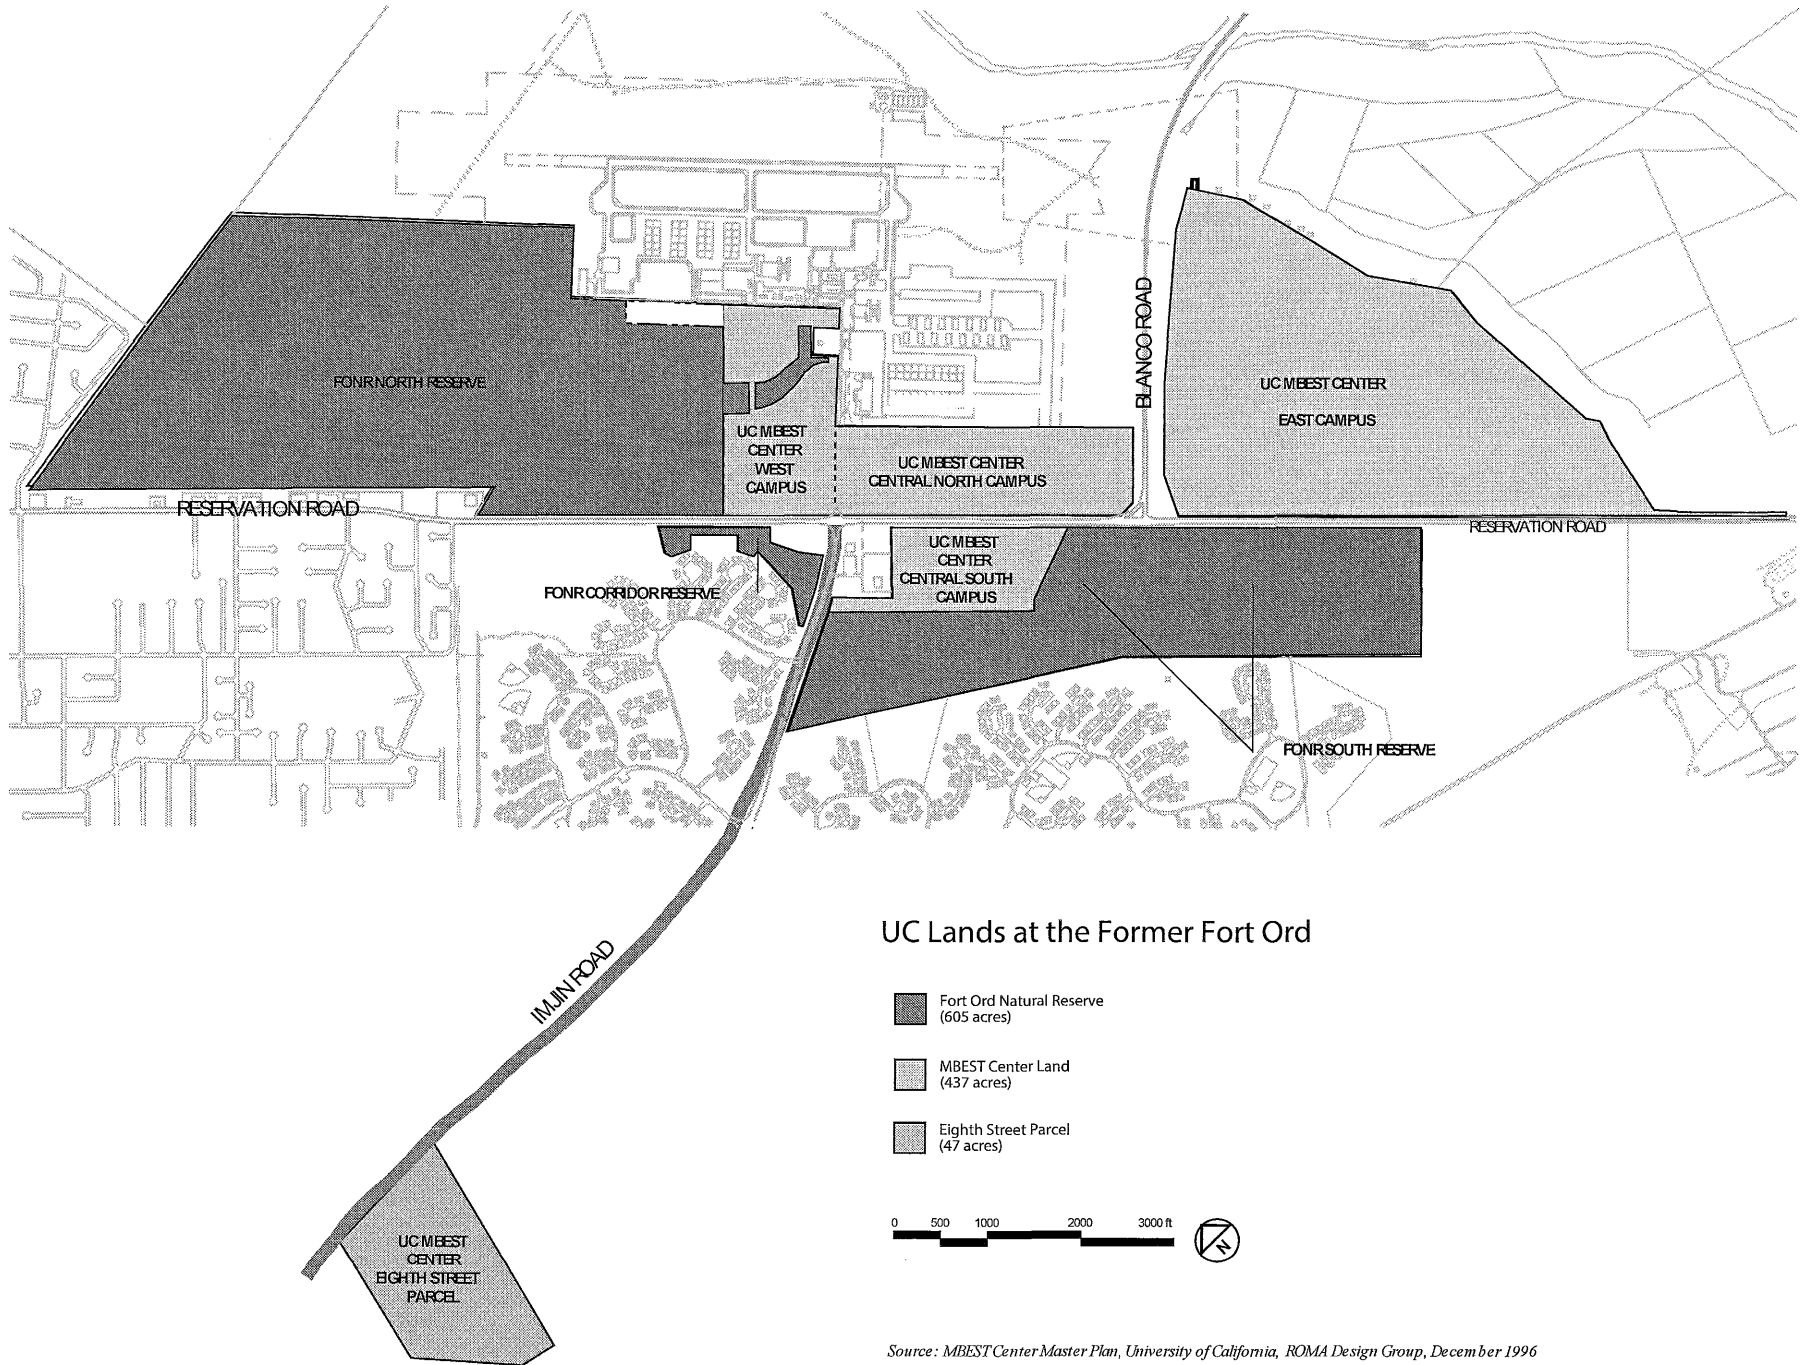 BLANCO ROAD
FONR NORTH RESERVE
UC MBEST CENTER
EAST CAMPUS
UC MBEST
CENTER
WEST
CAMPUS
UC MBEST CENTER
CENTRAL NORTH CAMPUS
RESERVATION ROAD
RESERVATION ROAD
UC MBEST
CENTER
CENTRAL SOUTH
CAMPUS
FONR CORRIDOR RESERVE
FONR SOUTH RESERVE
IMJIN ROAD
UC Lands at the Former Fort Ord
Fort Ord Natural Reserve
(605 acres)
MBEST Center Land
(437 acres)
Eighth Street Parcel
(47 acres)
0 500 1000 2000 3000 ft
N
UC MBEST
CENTER
EIGHTH STREET
PARCEL
Source: MBEST Center Master Plan, University of California, ROMA Design Group, December 1996